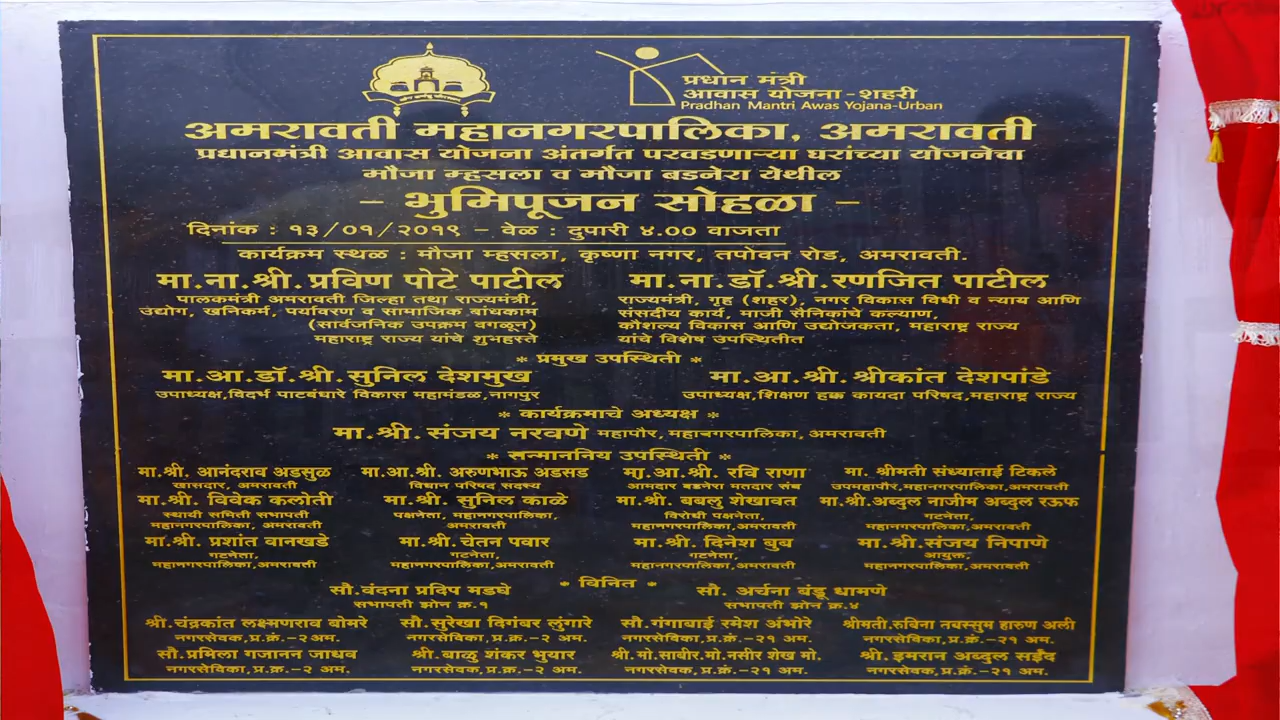 प्रधान मंत्री
आवास योजना-शहरी
Pradhan Mantri Awas Yojana-Urban
अमरावती महानगरपालिका, अमरावती
प्रधानमंत्री आवास योजना अंतर्गत परवडणाऱ्या घरांच्या योजनेचा
मौजा म्हसला व मौजा बडनेरा येथील
- भुमिपूजन सोहळा -
दिनांक : १३/०१/२०१९ - वेळ : दुपारी ४.०० वाजता
कार्यक्रम स्थळ : मौजा म्हसला, कृष्णा नगर, तपोवन रोड, अमरावती.
मा.ना.श्री.प्रविण पोटे पाटील
पालकमंत्री अमरावती जिल्हा तथा राज्यमंत्री,
उद्योग, खनिकर्म, पर्यावरण व सामाजिक बांधकाम
(सार्वजनिक उपक्रम वगळून)
महाराष्ट्र राज्य यांचे शुभहस्ते
मा.ना.डॉ.श्री.रणजित पाटील
राज्यमंत्री, गृह (शहर), नगर विकास विधी व न्याय आणि
संसदीय कार्य, माजी सैनिकांचे कल्याण,
कौशल्य विकास आणि उद्योजकता, महाराष्ट्र राज्य
यांचे विशेष उपस्थितीत
* प्रमुख उपस्थिती *
मा.आ.डॉ.श्री.सुनिल देशमुख मा.आ.श्री.श्रीकांत देशपांडे
उपाध्यक्ष,विदर्भ पाटबंधारे विकास महामंडळ,नागपुर उपाध्यक्ष,शिक्षण हक्क कायदा परिषद,महाराष्ट्र राज्य
* कार्यक्रमाचे अध्यक्ष *
मा.श्री.संजय नरवणे महापौर, महानगरपालिका, अमरावती
* सन्माननिय उपस्थिती *
मा.श्री. आनंदराव अडसुळ मा.आ.श्री. अरुणभाऊ अडसड मा.आ.श्री. रवि राणा मा. श्रीमती संध्याताई टिकले
खासदार, अमरावती विधान परिषद सदस्य आमदार बडनेरा मतदार संघ उपमहापौर,महानगरपालिका,अमरावती
मा.श्री. विवेक कलोती मा.श्री. सुनिल काळे मा.श्री. बबलु शेखावत मा.श्री.अब्दुल नाजीम अब्दुल रऊफ
स्थायी समिती सभापती पक्षनेता, महानगरपालिका, विरोधी पक्षनेता, गटनेता,
महानगरपालिका, अमरावती अमरावती महानगरपालिका,अमरावती महानगरपालिका,अमरावती
मा.श्री. प्रशांत वानखडे मा.श्री.चेतन पवार मा.श्री. दिनेश बुब मा.श्री.संजय निपाणे
गटनेता, गटनेता, गटनेता, आयुक्त,
महानगरपालिका,अमरावती महानगरपालिका,अमरावती महानगरपालिका,अमरावती महानगरपालिका,अमरावती
* विनित *
सौ.वंदना प्रदिप मडघे सौ. अर्चना बंडू धामणे
सभापती झोन क्र.१ सभापती झोन क्र.४
श्री.चंद्रकांत लक्ष्मणराव बोमरे सौ.सुरेखा दिगंबर लुंगारे सौ.गंगाबाई रमेश अंभोरे श्रीमती.रुबिना तबस्सुम हारुण अली
नगरसेवक,प्र.क्रं.-२अम. नगरसेविका,प्र.क्र.-२ अम. नगरसेविका,प्र.क्रं.-२१ अम. नगरसेविका,प्र.क्रं.-२१ अम.
सौ.प्रमिला गजानन जाधव श्री.बाळु शंकर भुयार श्री.मो.साबीर.मो.नसीर शेख मो. श्री.इमरान अब्दुल सईद
नगरसेविका,प्र.क्र.-२ अम. नगरसेवक,प्र.क्र.-२ अम. नगरसेवक,प्र.क्रं.-२१ अम. नगरसेवक,प्र.क्रं.-२१ अम.